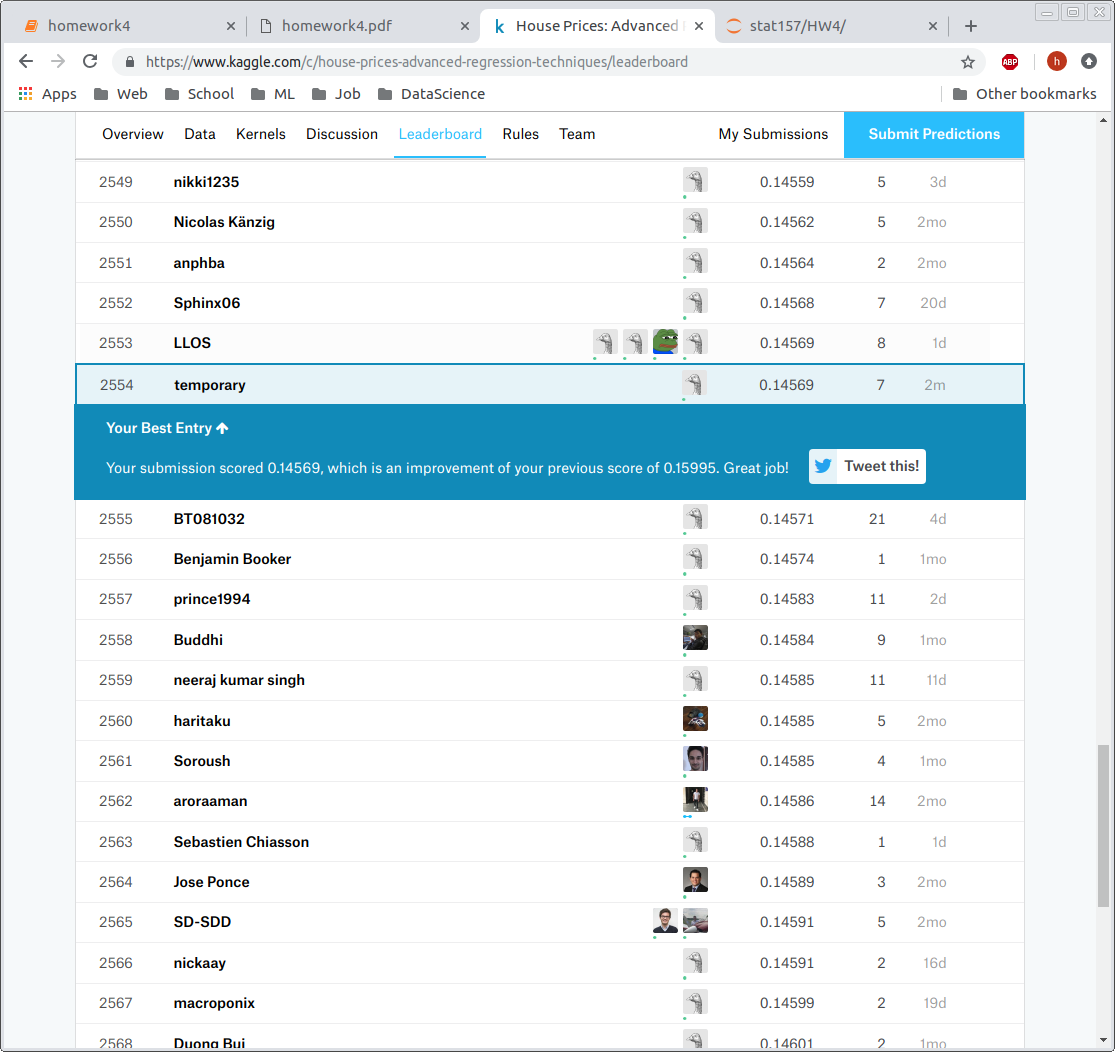 homework4
homework4.pdf
House Prices: Advanced
stat157/HW4/
https://www.kaggle.com/c/house-prices-advanced-regression-techniques/leaderboard
ABP
h
Apps Web School ML Job DataScience Other bookmarks
Overview Data Kernels Discussion Leaderboard Rules Team My Submissions Submit Predictions
2549 nikki1235 0.14559 5 3d
2550 Nicolas Känzig 0.14562 5 2mo
2551 anphba 0.14564 2 2mo
2552 Sphinx06 0.14568 7 20d
2553 LLOS 0.14569 8 1d
2554 temporary 0.14569 7 2m
Your Best Entry
Your submission scored 0.14569, which is an improvement of your previous score of 0.15995. Great job! Tweet this!
2555 BT081032 0.14571 21 4d
2556 Benjamin Booker 0.14574 1 1mo
2557 prince1994 0.14583 11 2d
2558 Buddhi 0.14584 9 1mo
2559 neeraj kumar singh 0.14585 11 11d
2560 haritaku 0.14585 5 2mo
2561 Soroush 0.14585 4 1mo
2562 aroraaman 0.14586 14 2mo
2563 Sebastien Chiasson 0.14588 1 1d
2564 Jose Ponce 0.14589 3 2mo
2565 SD-SDD 0.14591 5 2mo
2566 nickaay 0.14591 2 16d
2567 macroponix 0.14599 2 19d
2568 Duong Bui 0.14601 2 1mo